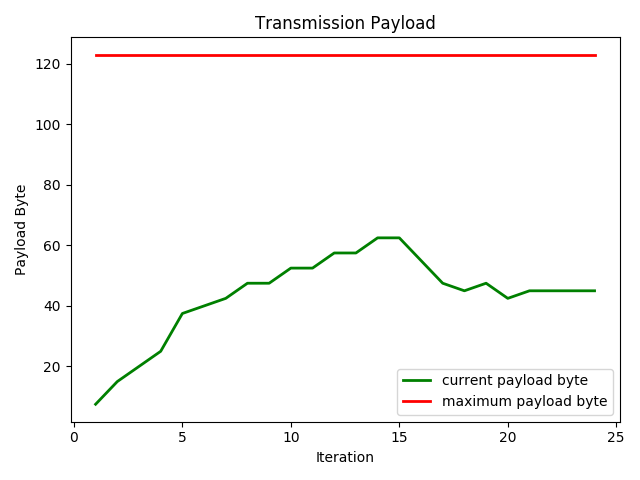 Transmission Payload
120
100
80
60
40
20
Payload Byte
0
5
10
15
20
25
Iteration
current payload byte
maximum payload byte